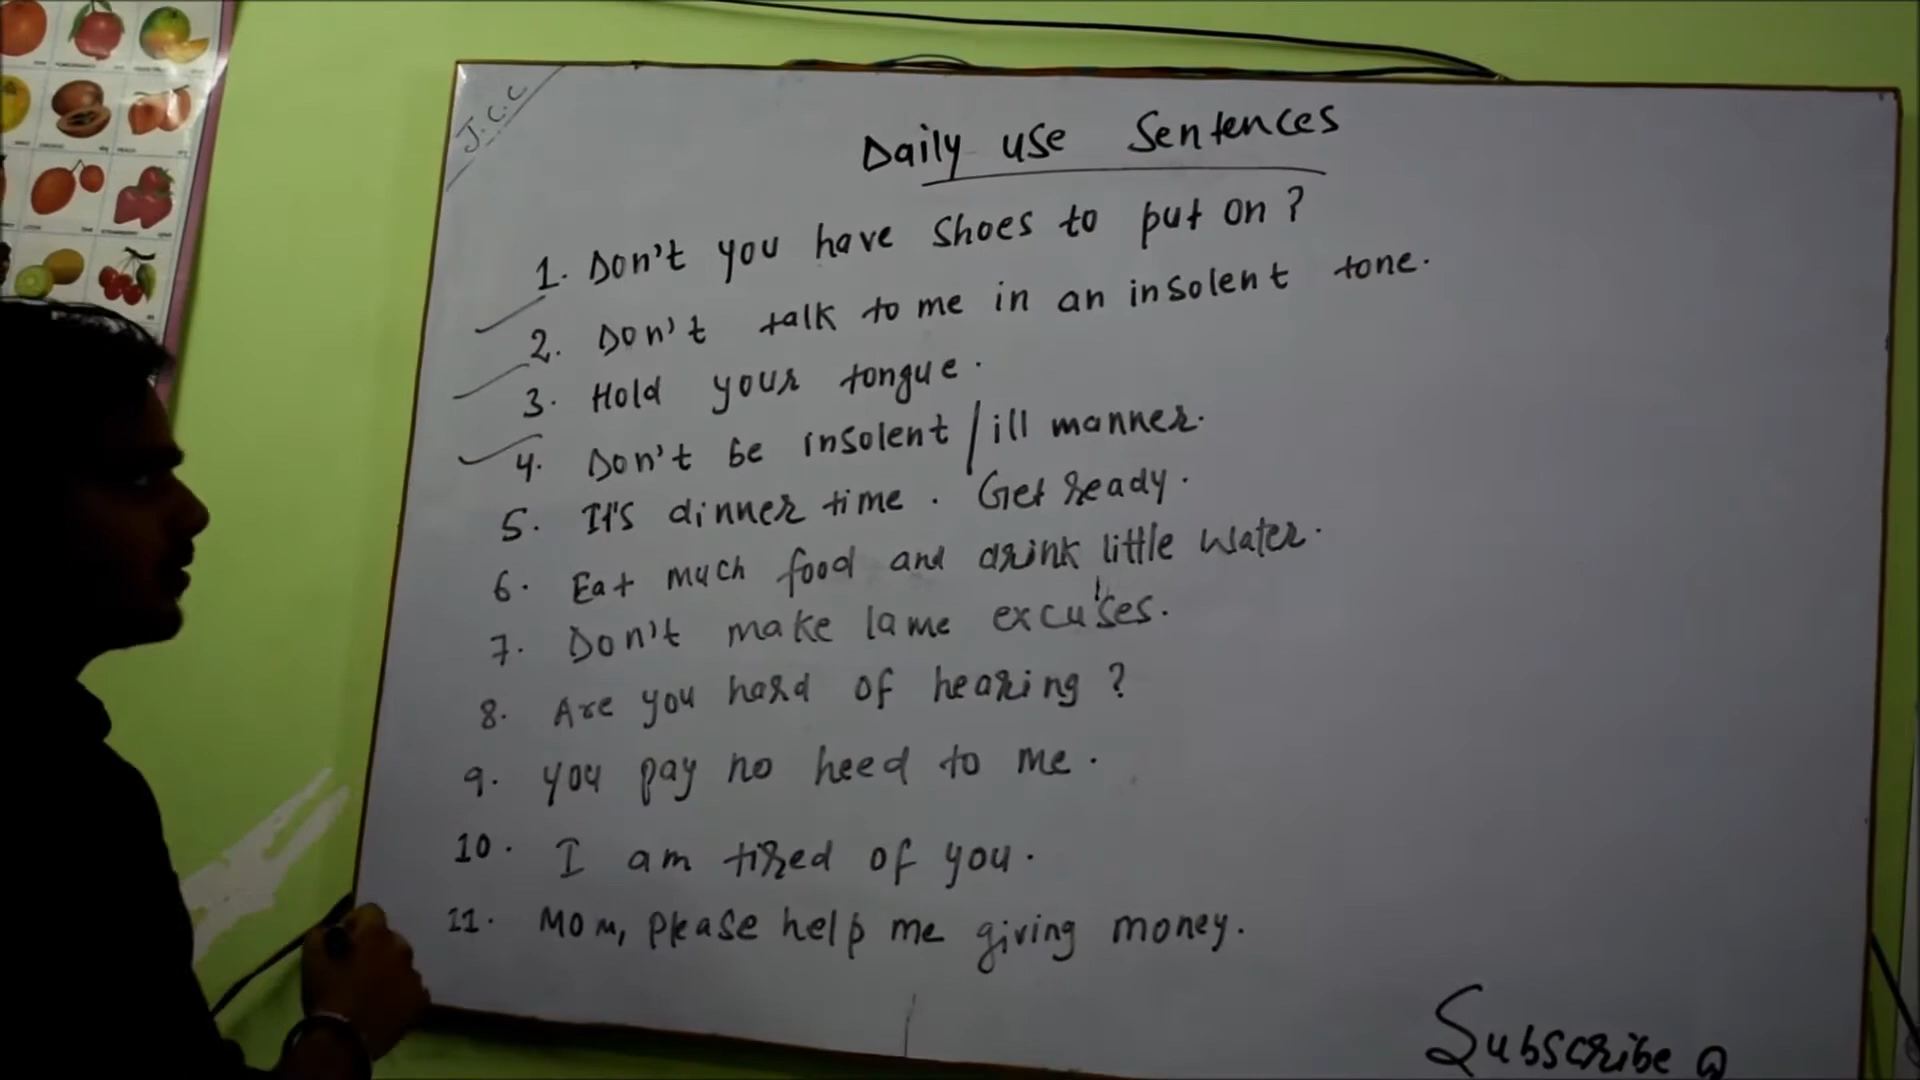 J.C.C
Daily use Sentences
1. Don't you have shoes to put on?
2. Don't talk to me in an insolent tone.
3. Hold your tongue.
4. Don't be insolent/ill manner.
5. It's dinner time. Get ready.
6. Eat much food and drink little water.
7. Don't make lame excuses.
8. Are you hard of hearing?
9. You pay no heed to me.
10. I am tired of you.
11. Mom, please help me giving money.
Subscribe